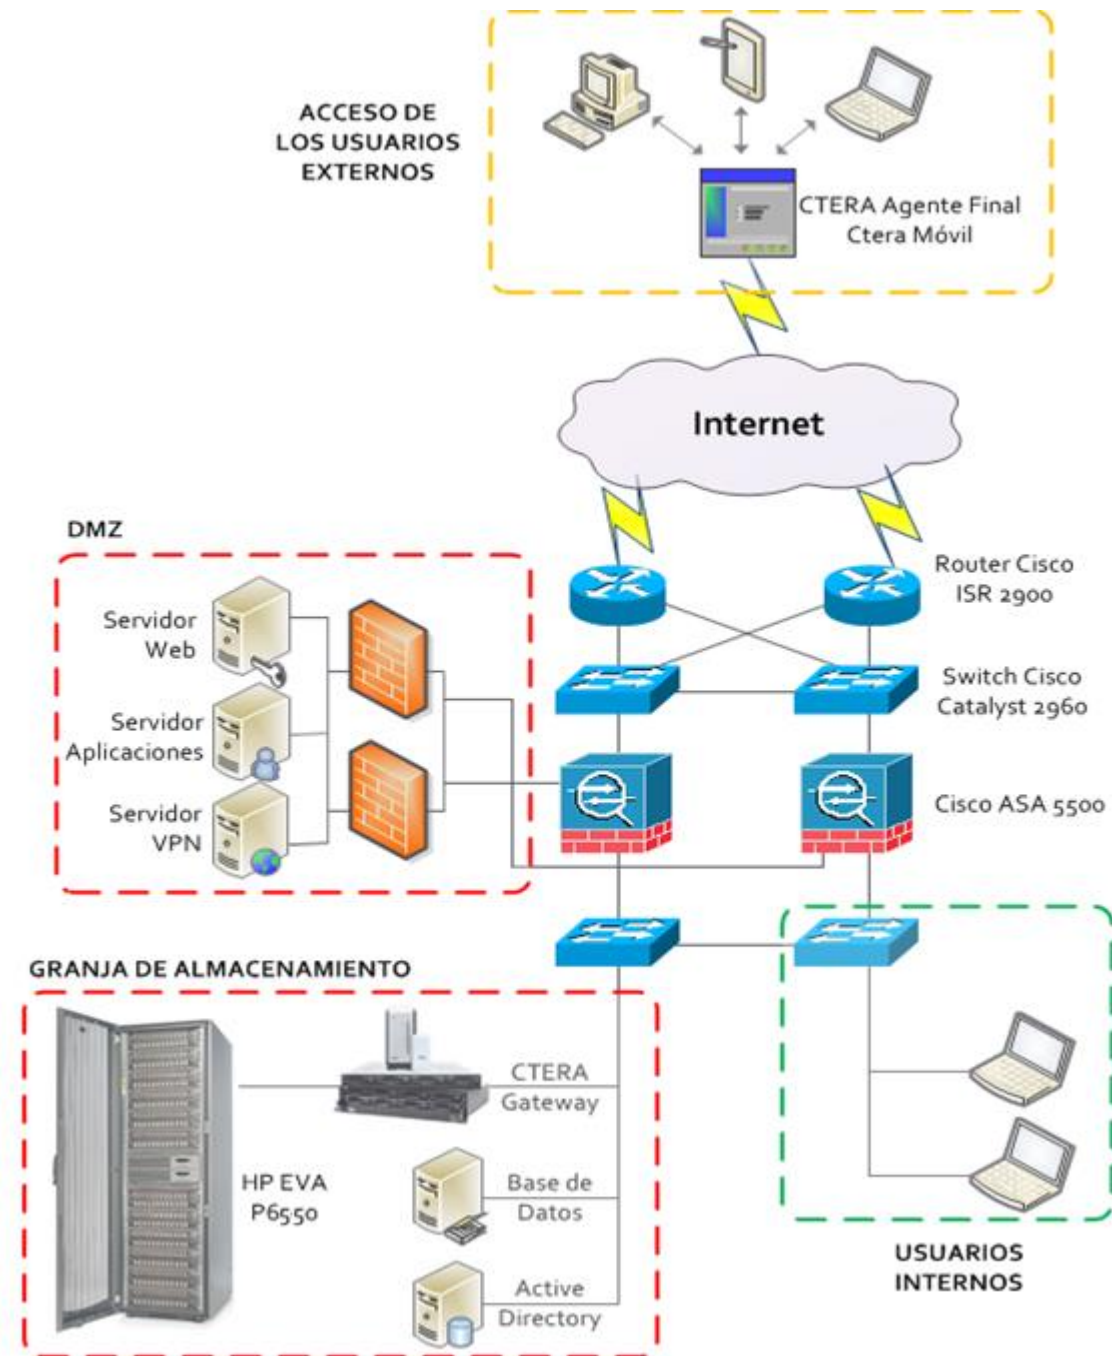 ACCESO DE
LOS USUARIOS
EXTERNOS
CTERA Agente Final
Ctera Móvil
Internet
DMZ
Servidor
Web
Servidor
Aplicaciones
Servidor
VPN
Router Cisco
ISR 2900
Switch Cisco
Catalyst 2960
Cisco ASA 5500
GRANJA DE ALMACENAMIENTO
CTERA
Gateway
HP EVA
P6550
Base de
Datos
Active
Directory
USUARIOS
INTERNOS